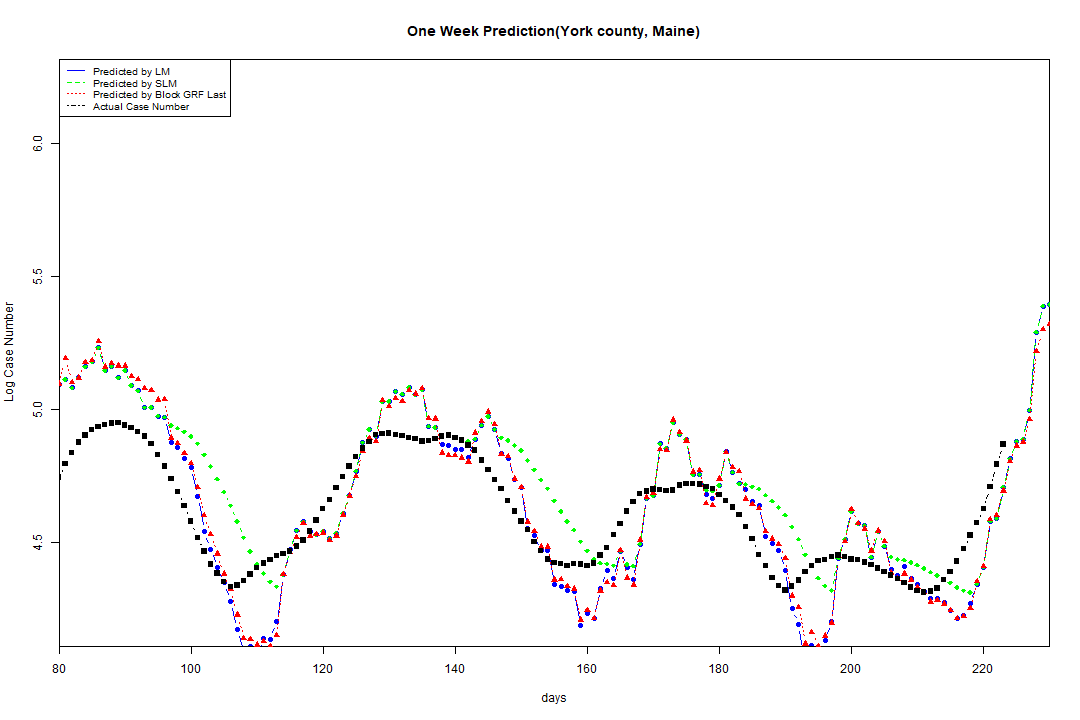 One Week Prediction(York county, Maine)
Predicted by LM
Predicted by SLM
Predicted by Block GRF Last
Actual Case Number
6.0
5.5
5.0
4.5
Log Case Number
80 100 120 140 160 180 200 220
days